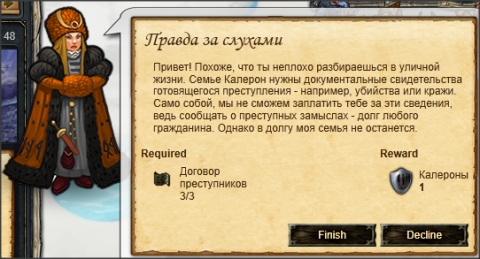 48
Правда за слухами
Привет! Похоже, что ты неплохо разбираешься в уличной
жизни. Семье Калерон нужны документальные свидетельства
готовящегося преступления - например, убийства или кражи.
Само собой, мы не сможем заплатить тебе за эти сведения,
ведь сообщать о преступных замыслах - долг любого
гражданина. Однако в долгу моя семья не останется.
Required
Reward
Договор
преступников
3/3
Калероны
1
Finish
Decline